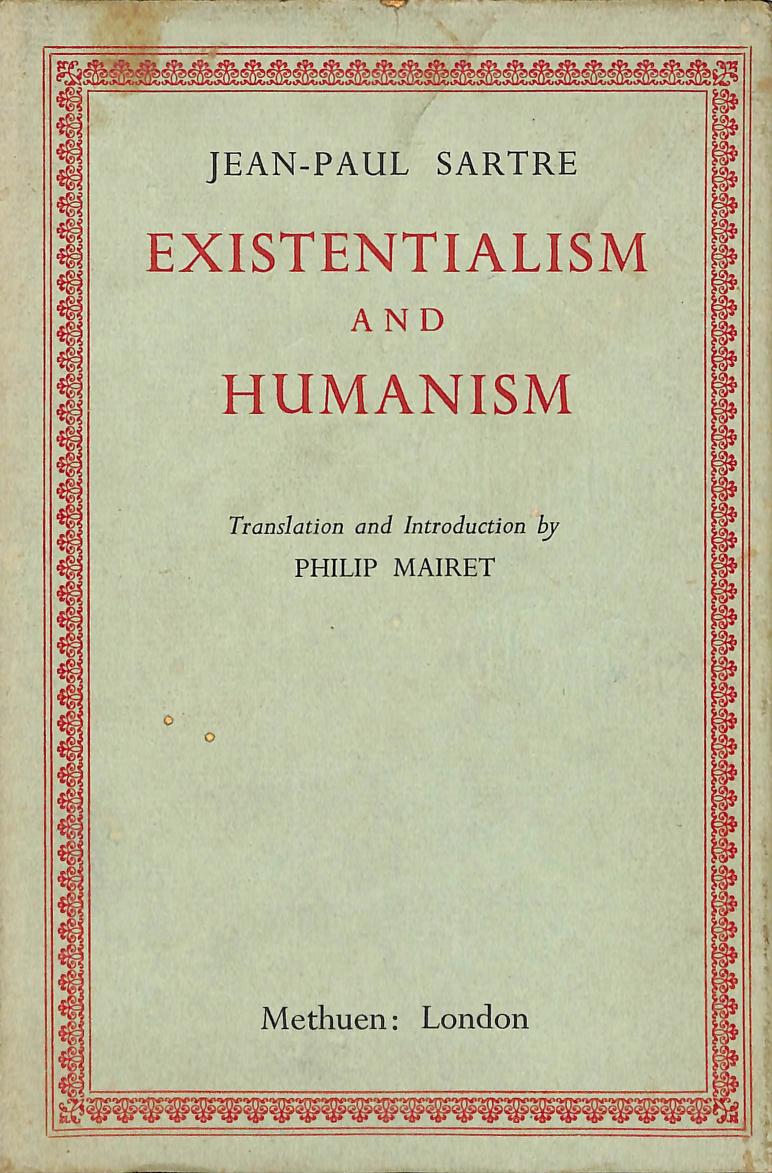 JEAN-PAUL SARTRE
EXISTENTIALISM
AND
HUMANISM
Translation and Introduction by
PHILIP MAIRET
Methuen: London